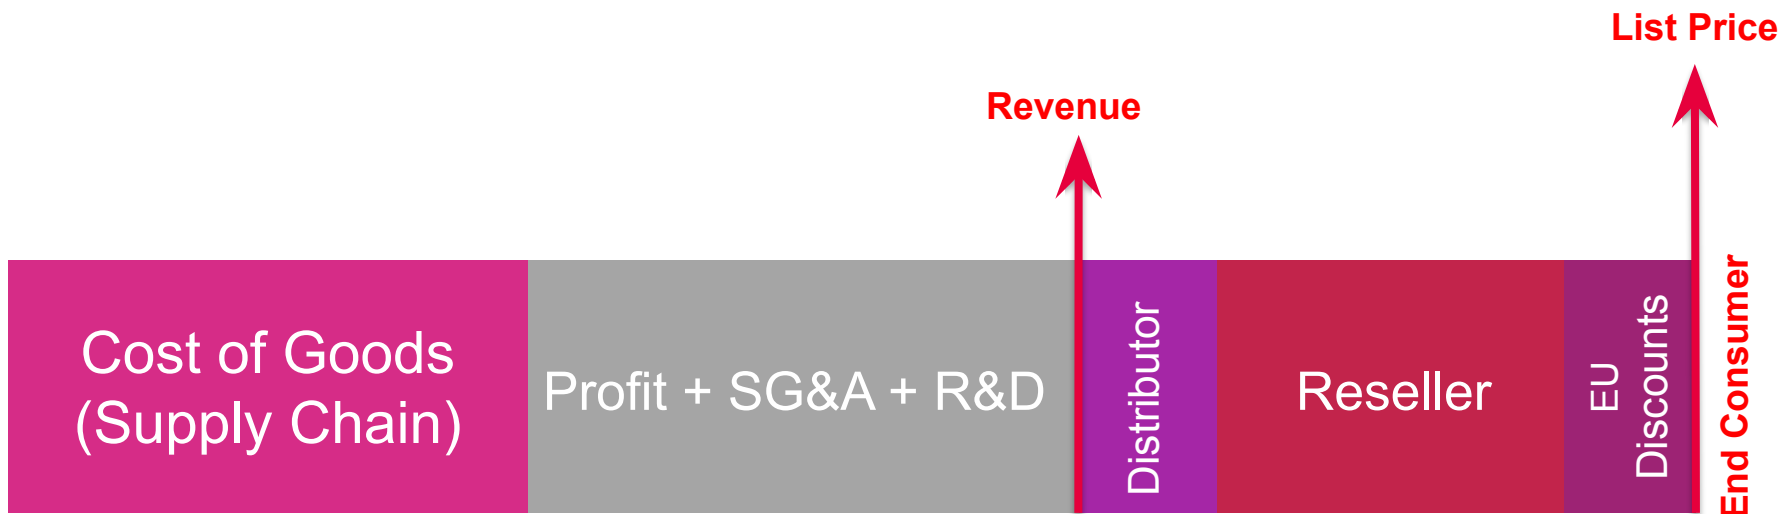 List Price
Revenue
Cost of Goods
(Supply Chain)
Profit + SG&A + R&D
Distributor
Reseller
EU
Discounts
End Consumer